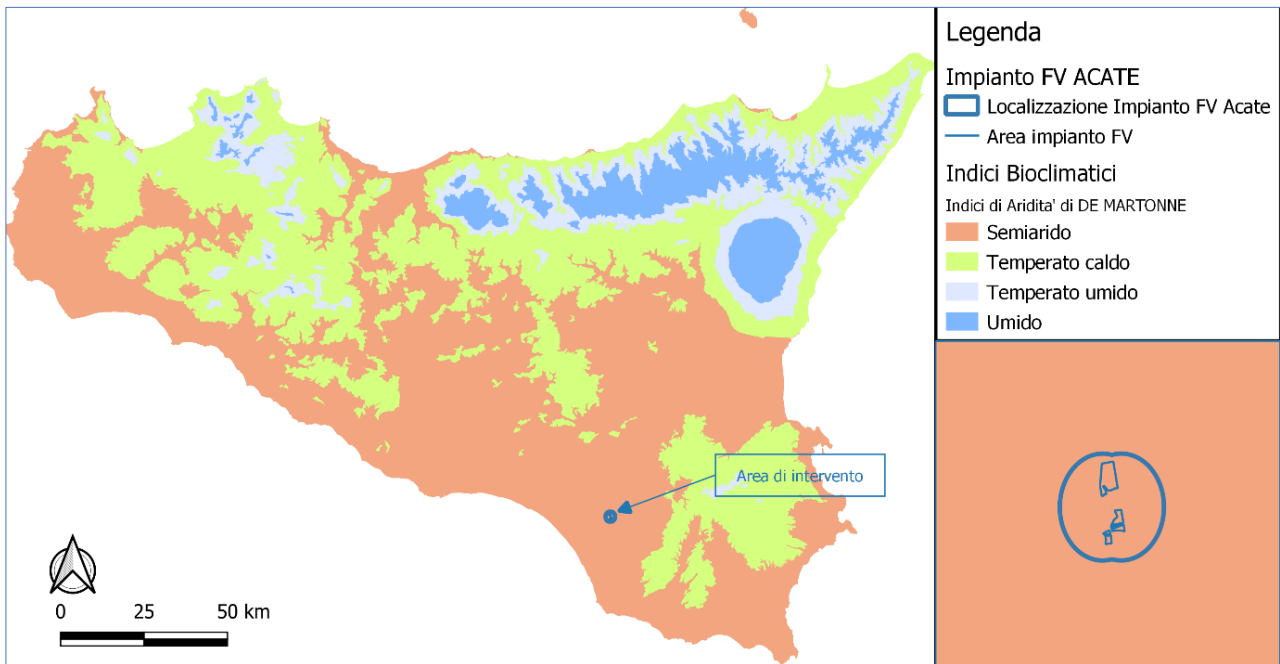 Legenda
Impianto FV ACATE
Localizzazione Impianto FV Acate
Area impianto FV
Indici Bioclimatici
Indici di Aridita' di DE MARTONNE
Semiarido
Temperato caldo
Temperato umido
Umido
Area di intervento
0 25 50 km